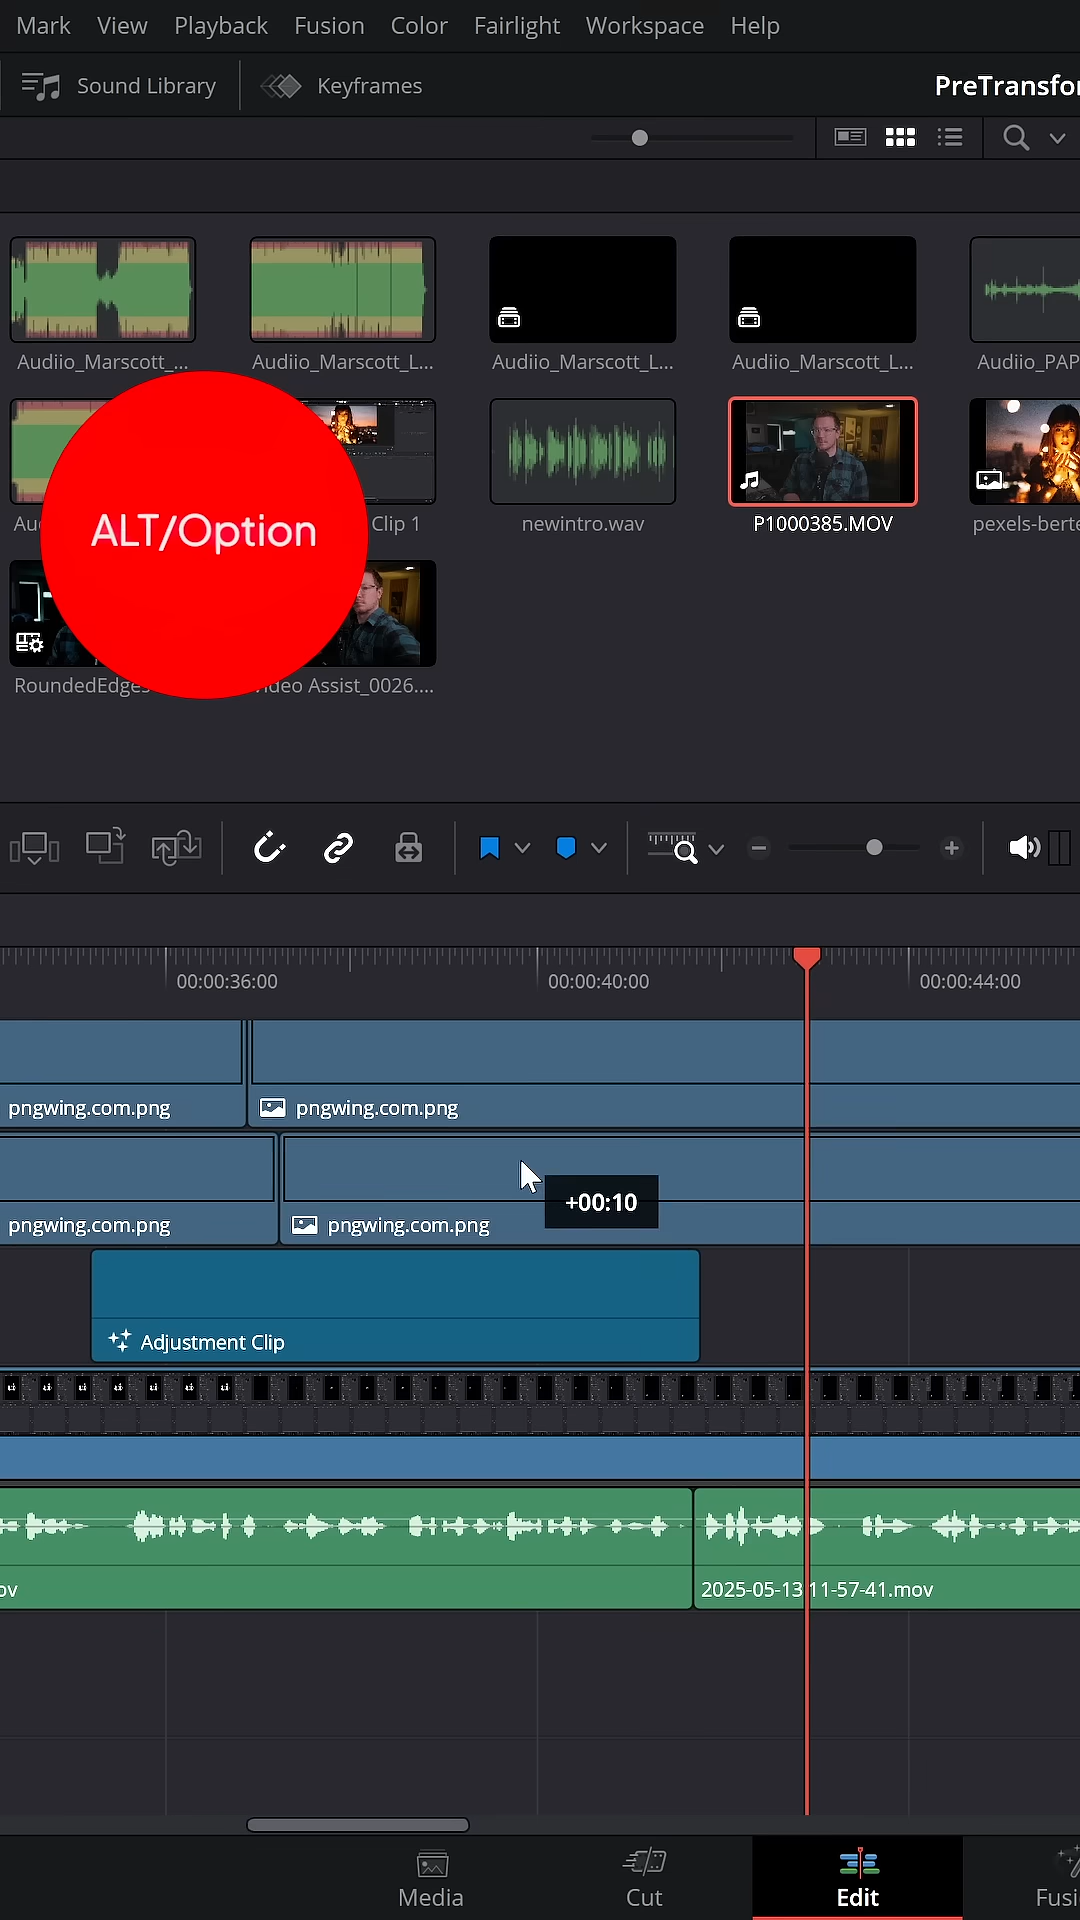 Mark View Playback Fusion Color Fairlight Workspace Help
Sound Library Keyframes PreTransfor
Audiio_Marscott_... Audiio_Marscott_L... Audiio_Marscott_L... Audiio_Marscott_L... Audiio_PAP
Au Clip 1 newintro.wav P1000385.MOV pexels-berte
ALT/Option
RoundedEdges ideo Assist_0026....
00:00:36:00 00:00:40:00 00:00:44:00
pngwing.com.png pngwing.com.png
+00:10
pngwing.com.png pngwing.com.png
Adjustment Clip
ov 2025-05-13 11-57-41.mov
Media Cut Edit Fusi